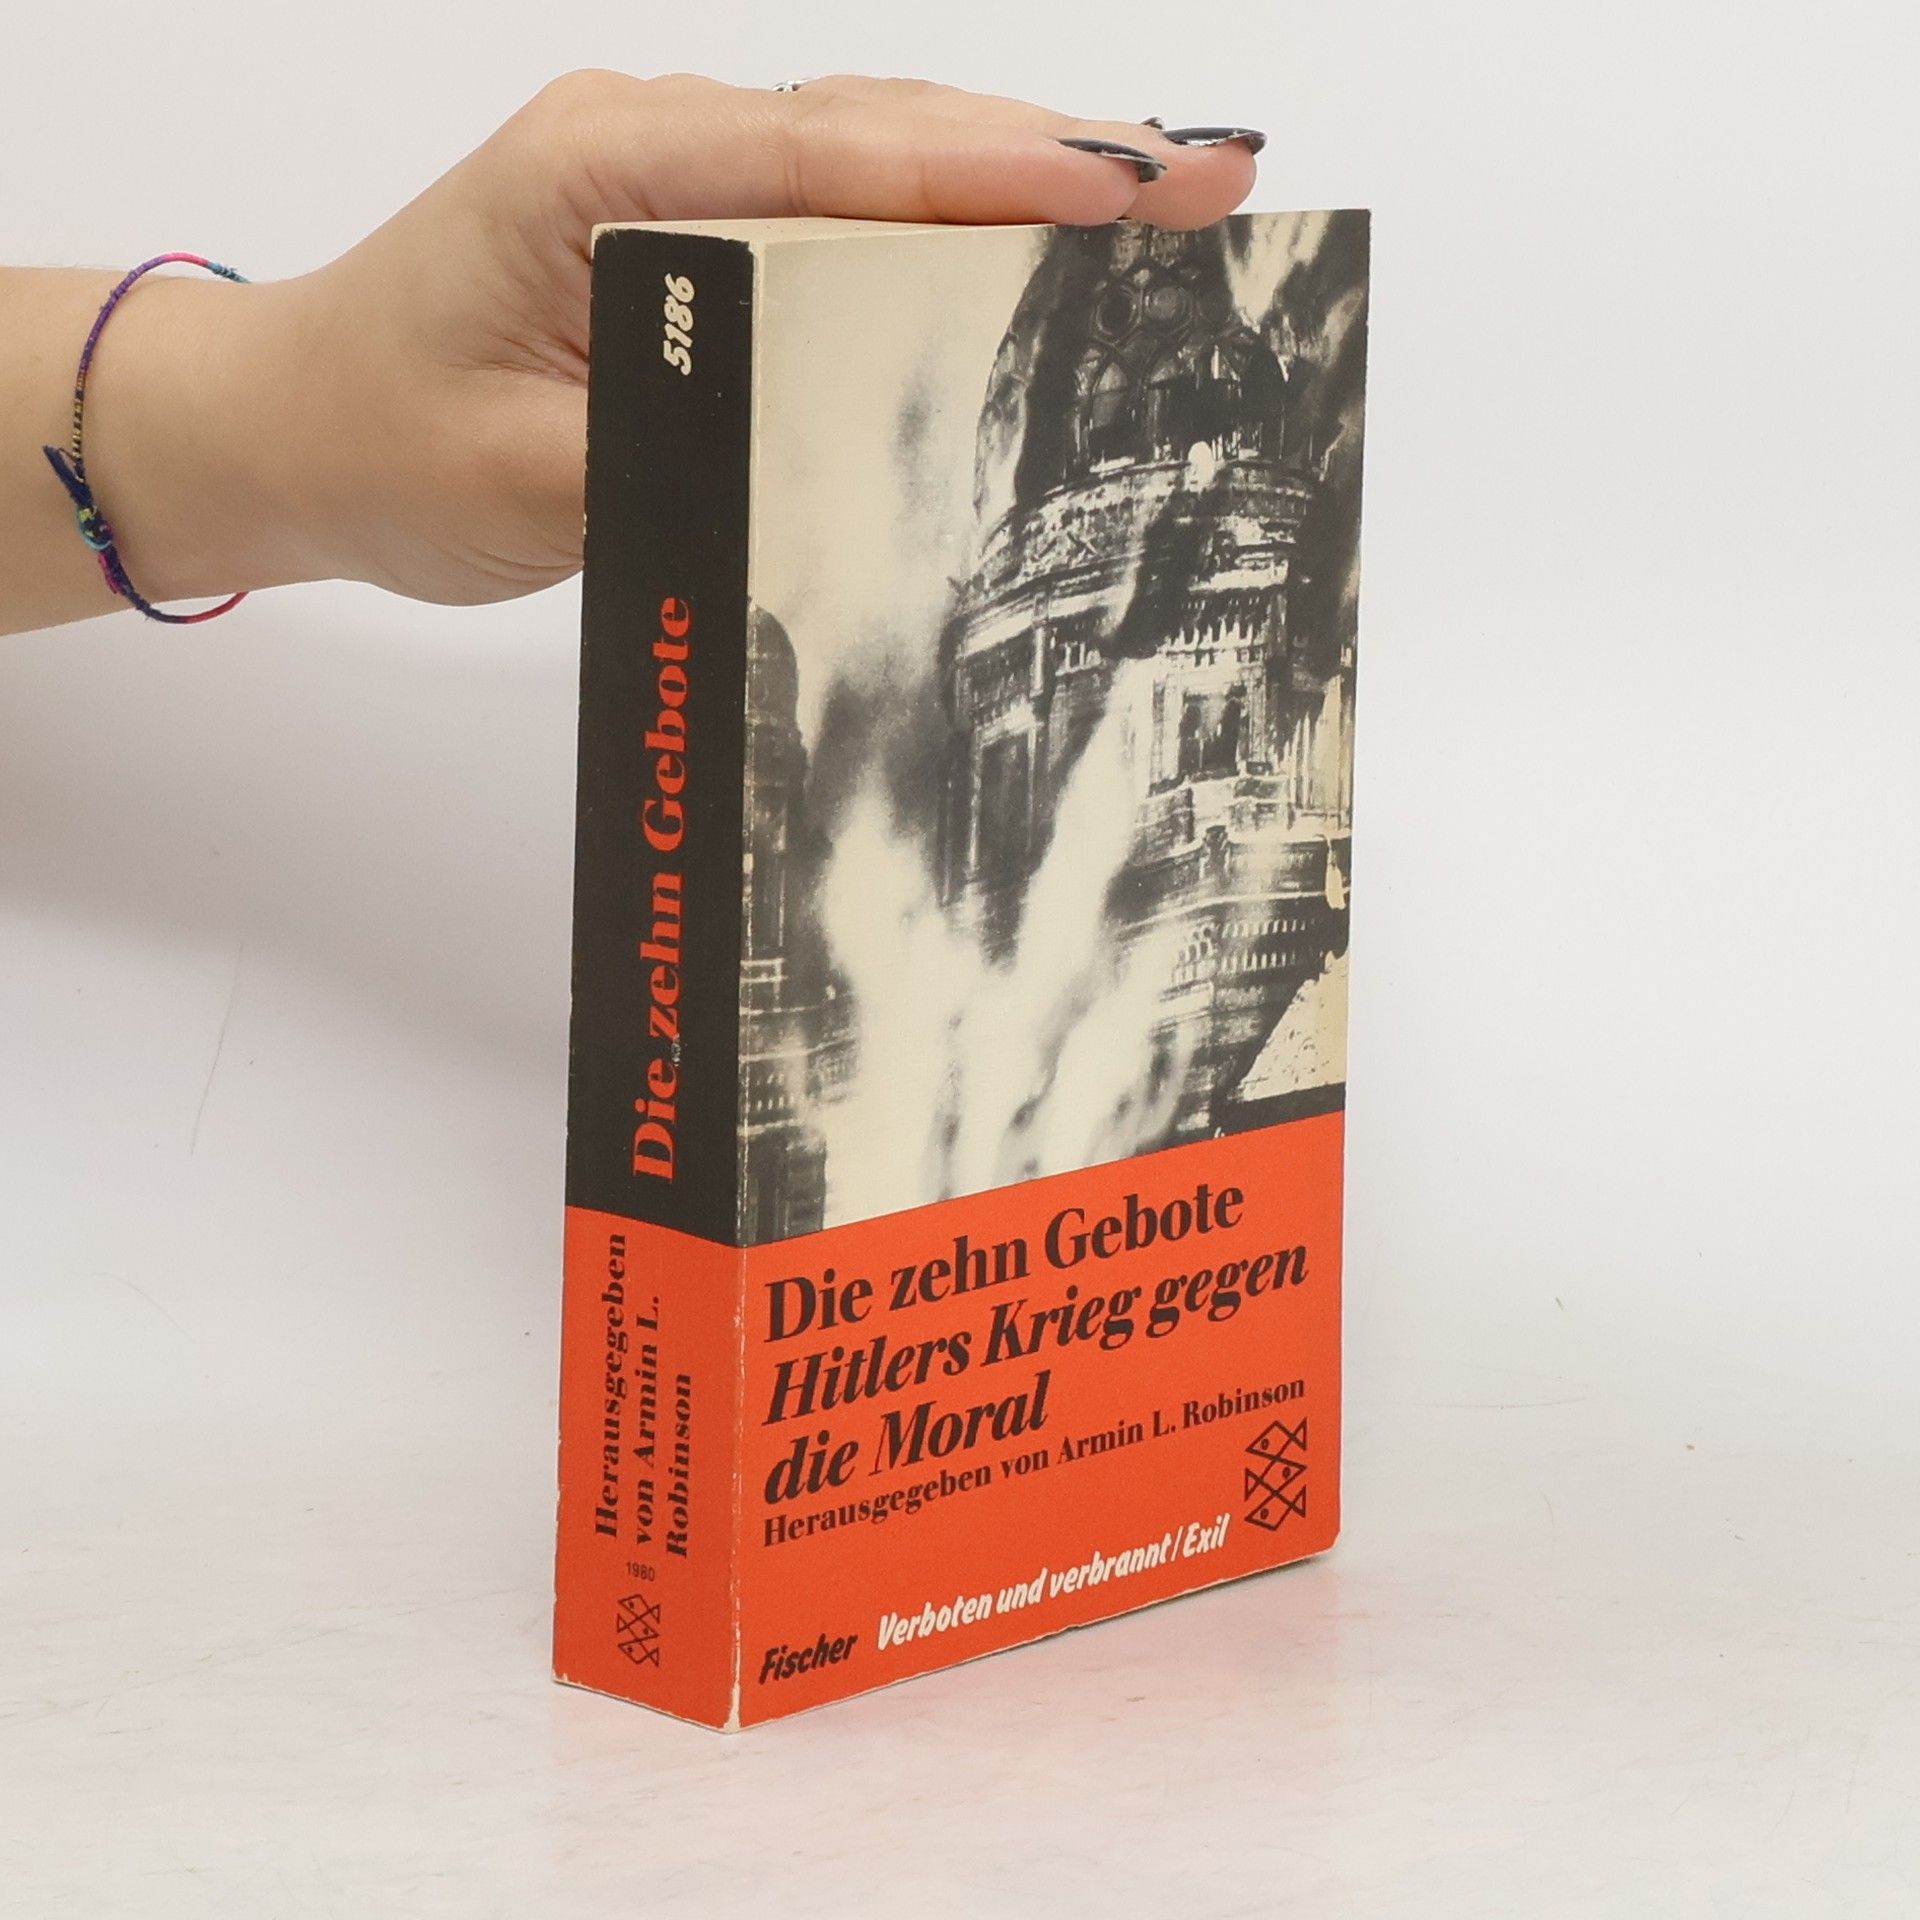 5186
Die zehn Gebote
Herausgegeben
von Armin L.
Robinson
1980
Die zehn Gebote
Hitlers Krieg gegen
die Moral
Herausgegeben von Armin L. Robinson
Fischer Verboten und verbrannt/Exil